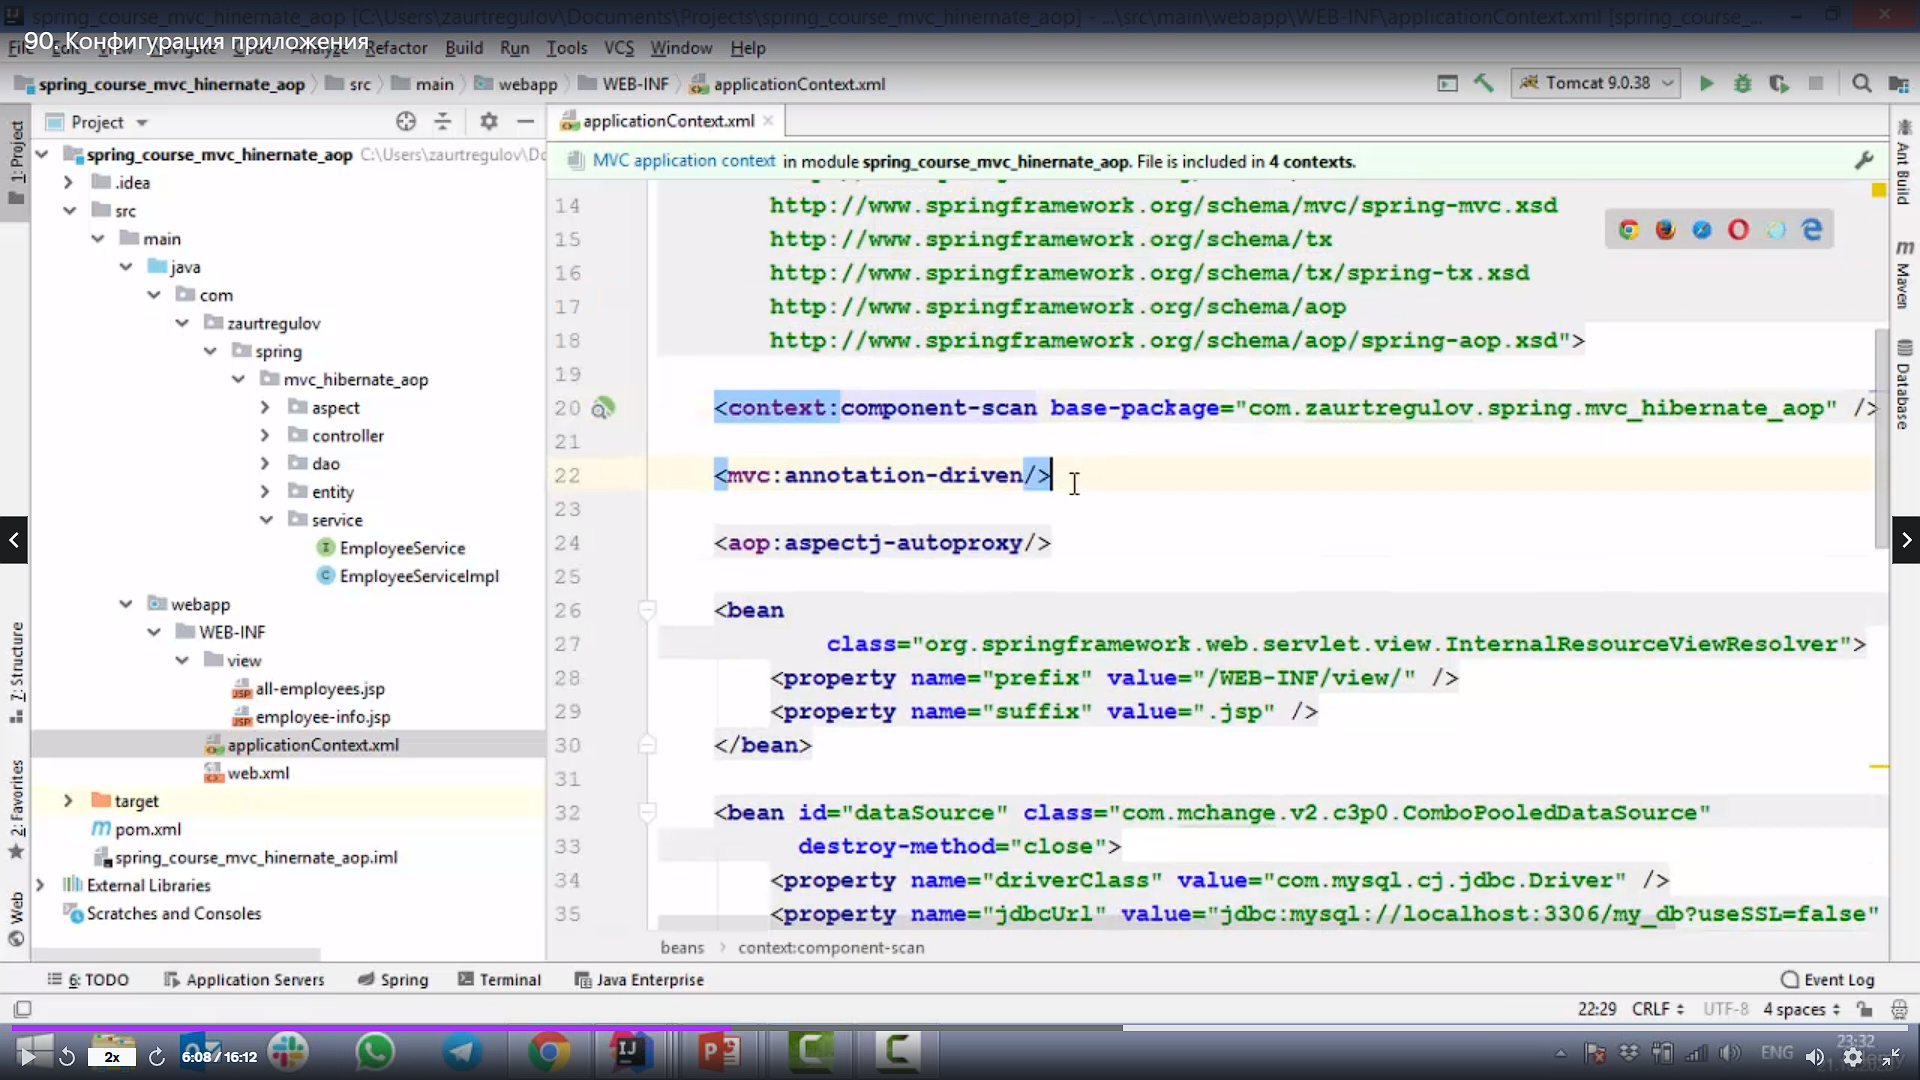 spring_course_mvc_hinernate_aop [C:\Users\zaurtregulov\Documents\Projects\spring_course_mvc_hinernate_aop] - ...\src\main\webapp\WEB-INF\applicationContext.xml [spring_course_...
90. Конфигурация приложения
File Edit View Navigate Code Analyze Refactor Build Run Tools VCS Window Help
spring_course_mvc_hinernate_aop src main webapp WEB-INF applicationContext.xml
Tomcat 9.0.38
Project
applicationContext.xml
MVC application context in module spring_course_mvc_hinernate_aop. File is included in 4 contexts.
1: Project
7: Structure
2: Favorites
Web
spring_course_mvc_hinernate_aop C:\Users\zaurtregulov\Do
.idea
src
main
java
com
zaurtregulov
spring
mvc_hibernate_aop
aspect
controller
dao
entity
service
EmployeeService
EmployeeServiceImpl
webapp
WEB-INF
view
all-employees.jsp
employee-info.jsp
applicationContext.xml
web.xml
target
pom.xml
spring_course_mvc_hinernate_aop.iml
External Libraries
Scratches and Consoles
14 http://www.springframework.org/schema/mvc/spring-mvc.xsd
15 http://www.springframework.org/schema/tx
16 http://www.springframework.org/schema/tx/spring-tx.xsd
17 http://www.springframework.org/schema/aop
18 http://www.springframework.org/schema/aop/spring-aop.xsd">
19
20 <context:component-scan base-package="com.zaurtregulov.spring.mvc_hibernate_aop" />
21
22 <mvc:annotation-driven/>
23
24 <aop:aspectj-autoproxy/>
25
26 <bean
27 class="org.springframework.web.servlet.view.InternalResourceViewResolver">
28 <property name="prefix" value="/WEB-INF/view/" />
29 <property name="suffix" value=".jsp" />
30 </bean>
31
32 <bean id="dataSource" class="com.mchange.v2.c3p0.ComboPooledDataSource"
33 destroy-method="close">
34 <property name="driverClass" value="com.mysql.cj.jdbc.Driver" />
35 <property name="jdbcUrl" value="jdbc:mysql://localhost:3306/my_db?useSSL=false"
beans context:component-scan
Ant Build
Maven
Database
6: TODO Application Servers Spring Terminal Java Enterprise Event Log
22:29 CRLF UTF-8 4 spaces
2x 6:08 / 16:12
ENG
23:32